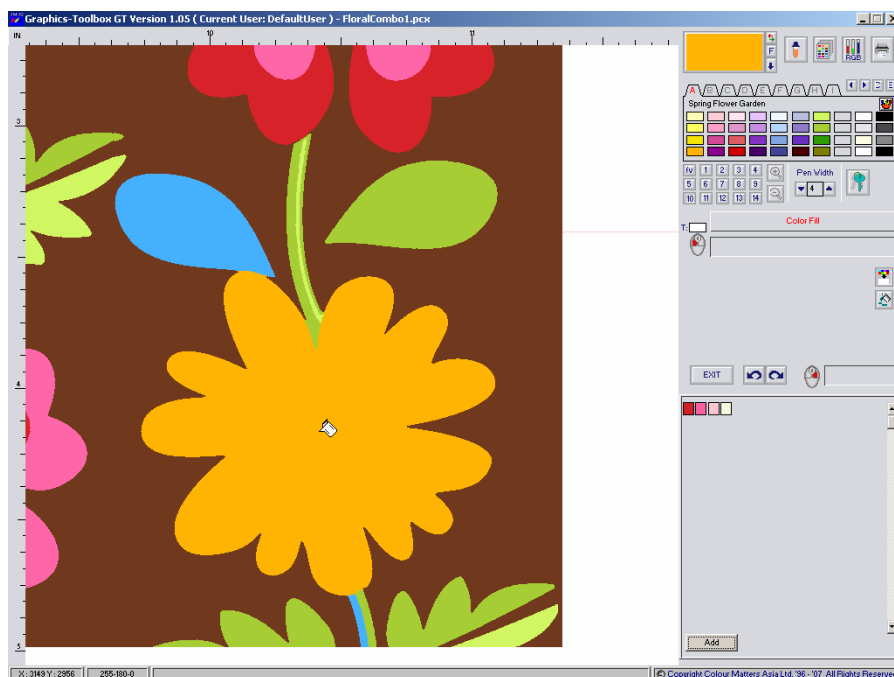 Graphics-Toolbox GT Version 1.05 ( Current User: DefaultUser ) - FloralCombo1.pcx
IN
10
11
3
4
5
F
RGB
A B C D E F G H I
Spring Flower Garden
fv 1 2 3 4
5 6 7 8 9
10 11 12 13 14
Pen Width
4
T:
Color Fill
EXIT
Add
X : 3149 Y : 2956
255-180-0
© Copyright Colour Matters Asia Ltd. '96 - '07 All Rights Reserve